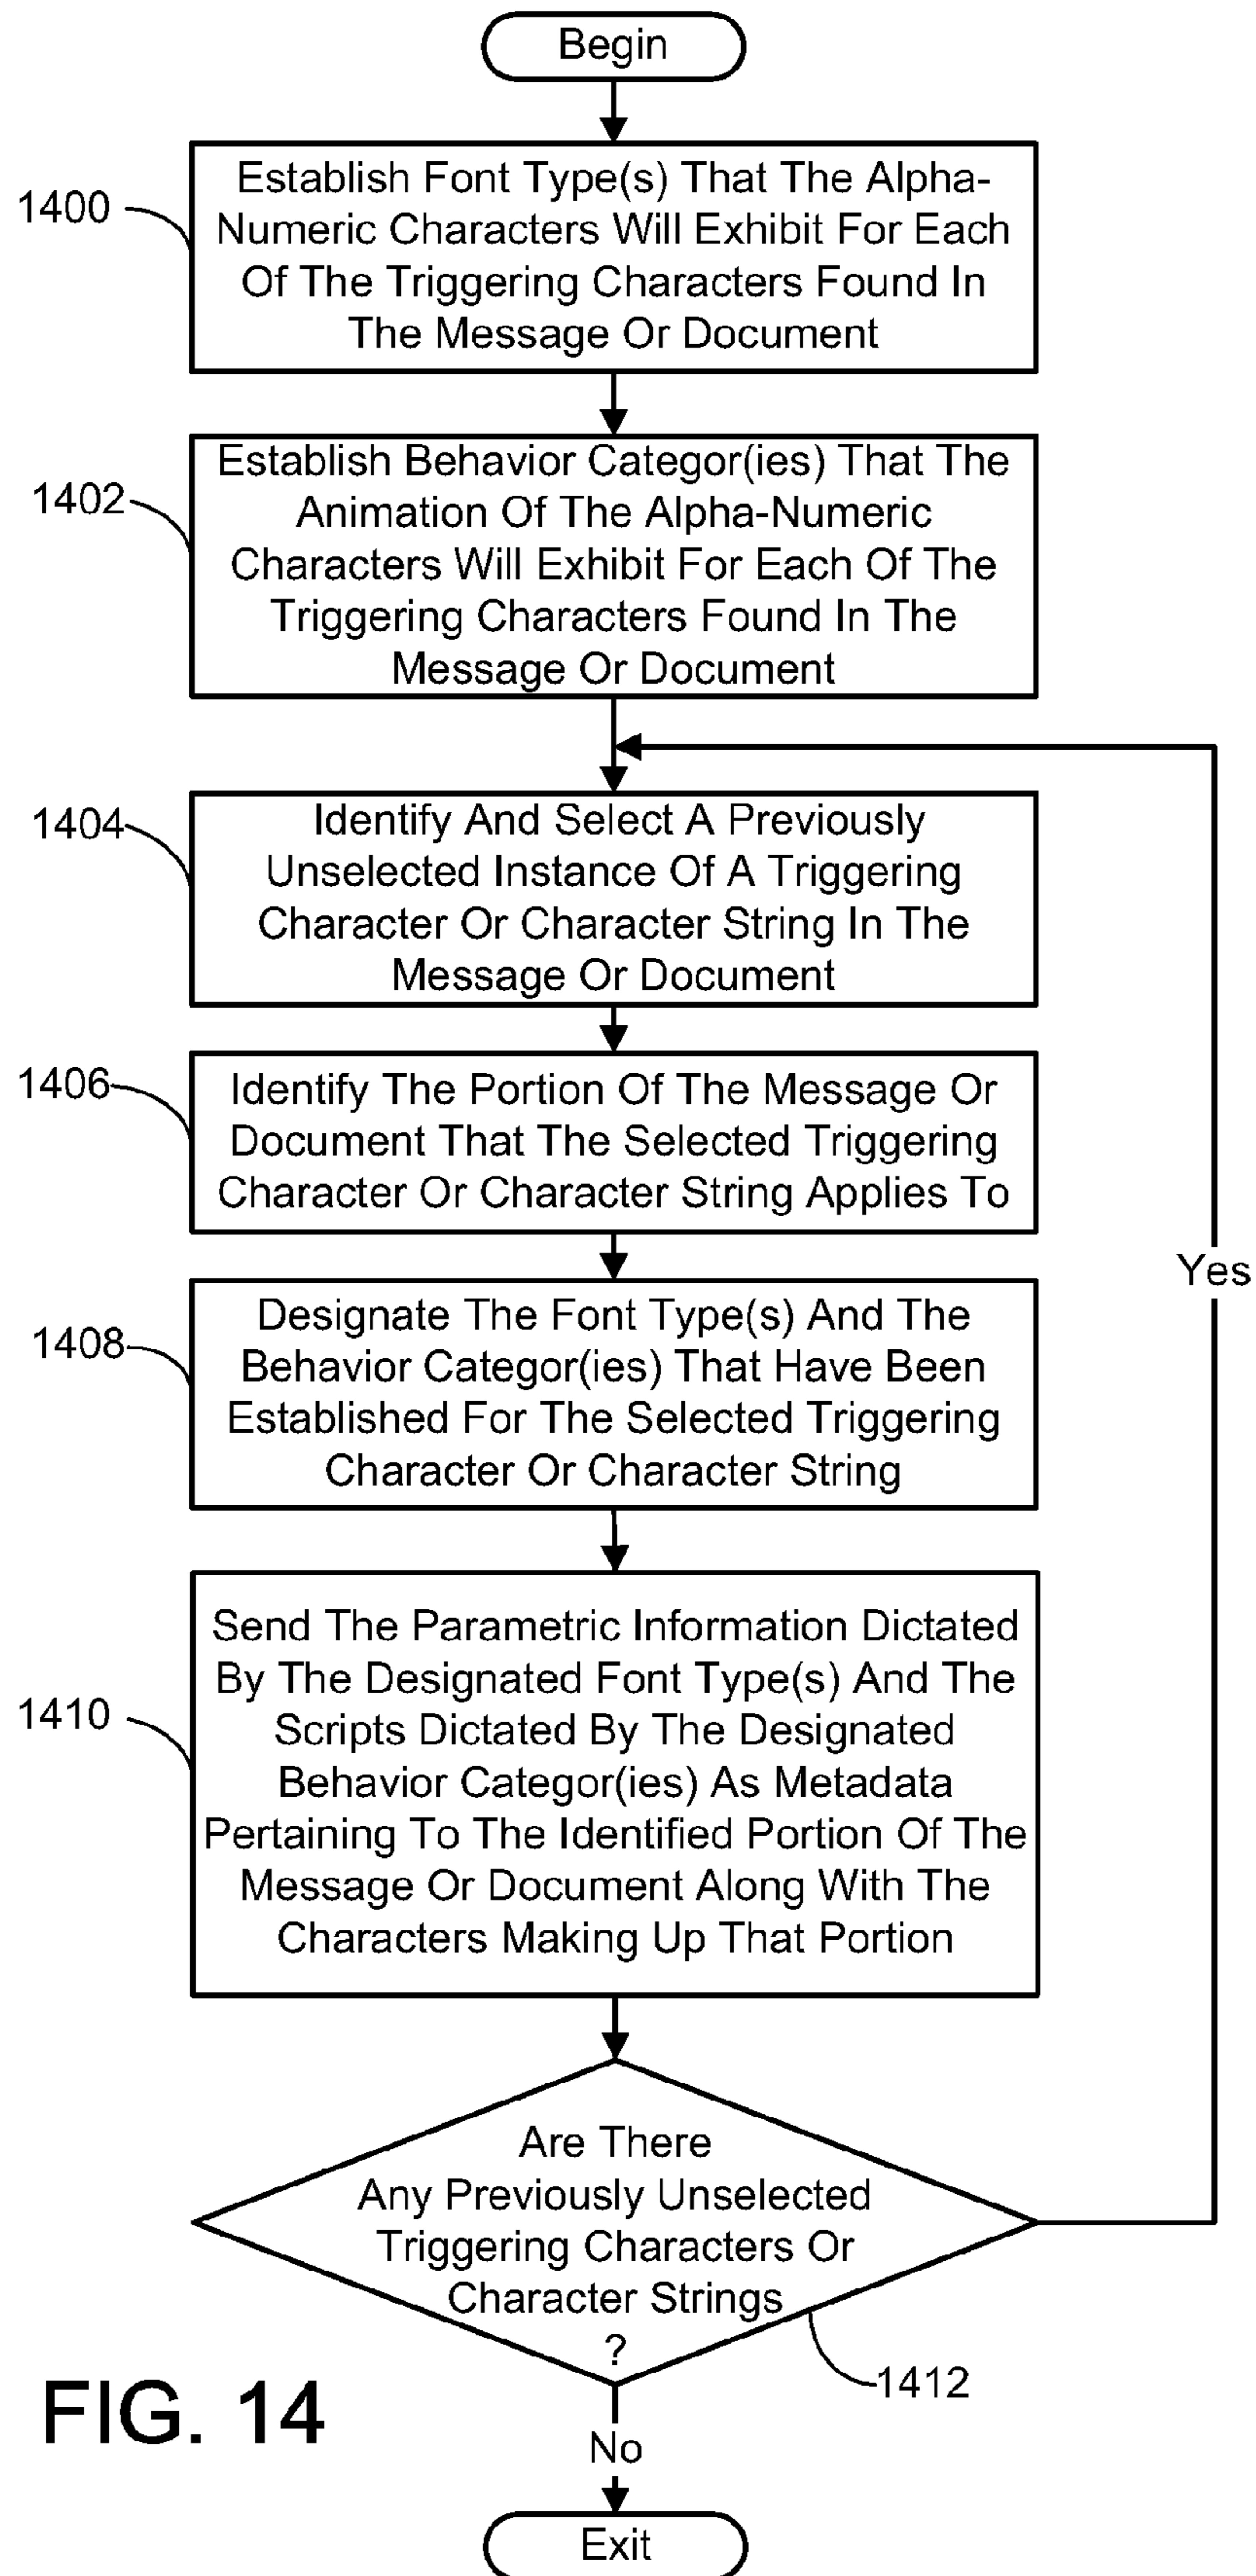 Begin
1400
Establish Font Type(s) That The Alpha-
Numeric Characters Will Exhibit For Each
Of The Triggering Characters Found In
The Message Or Document
1402
Establish Behavior Categor(ies) That The
Animation Of The Alpha-Numeric
Characters Will Exhibit For Each Of The
Triggering Characters Found In The
Message Or Document
1404
Identify And Select A Previously
Unselected Instance Of A Triggering
Character Or Character String In The
Message Or Document
1406
Identify The Portion Of The Message Or
Document That The Selected Triggering
Character Or Character String Applies To
Yes
1408
Designate The Font Type(s) And The
Behavior Categor(ies) That Have Been
Established For The Selected Triggering
Character Or Character String
1410
Send The Parametric Information Dictated
By The Designated Font Type(s) And The
Scripts Dictated By The Designated
Behavior Categor(ies) As Metadata
Pertaining To The Identified Portion Of The
Message Or Document Along With The
Characters Making Up That Portion
Are There
Any Previously Unselected
Triggering Characters Or
Character Strings
?
1412
FIG. 14
No
Exit